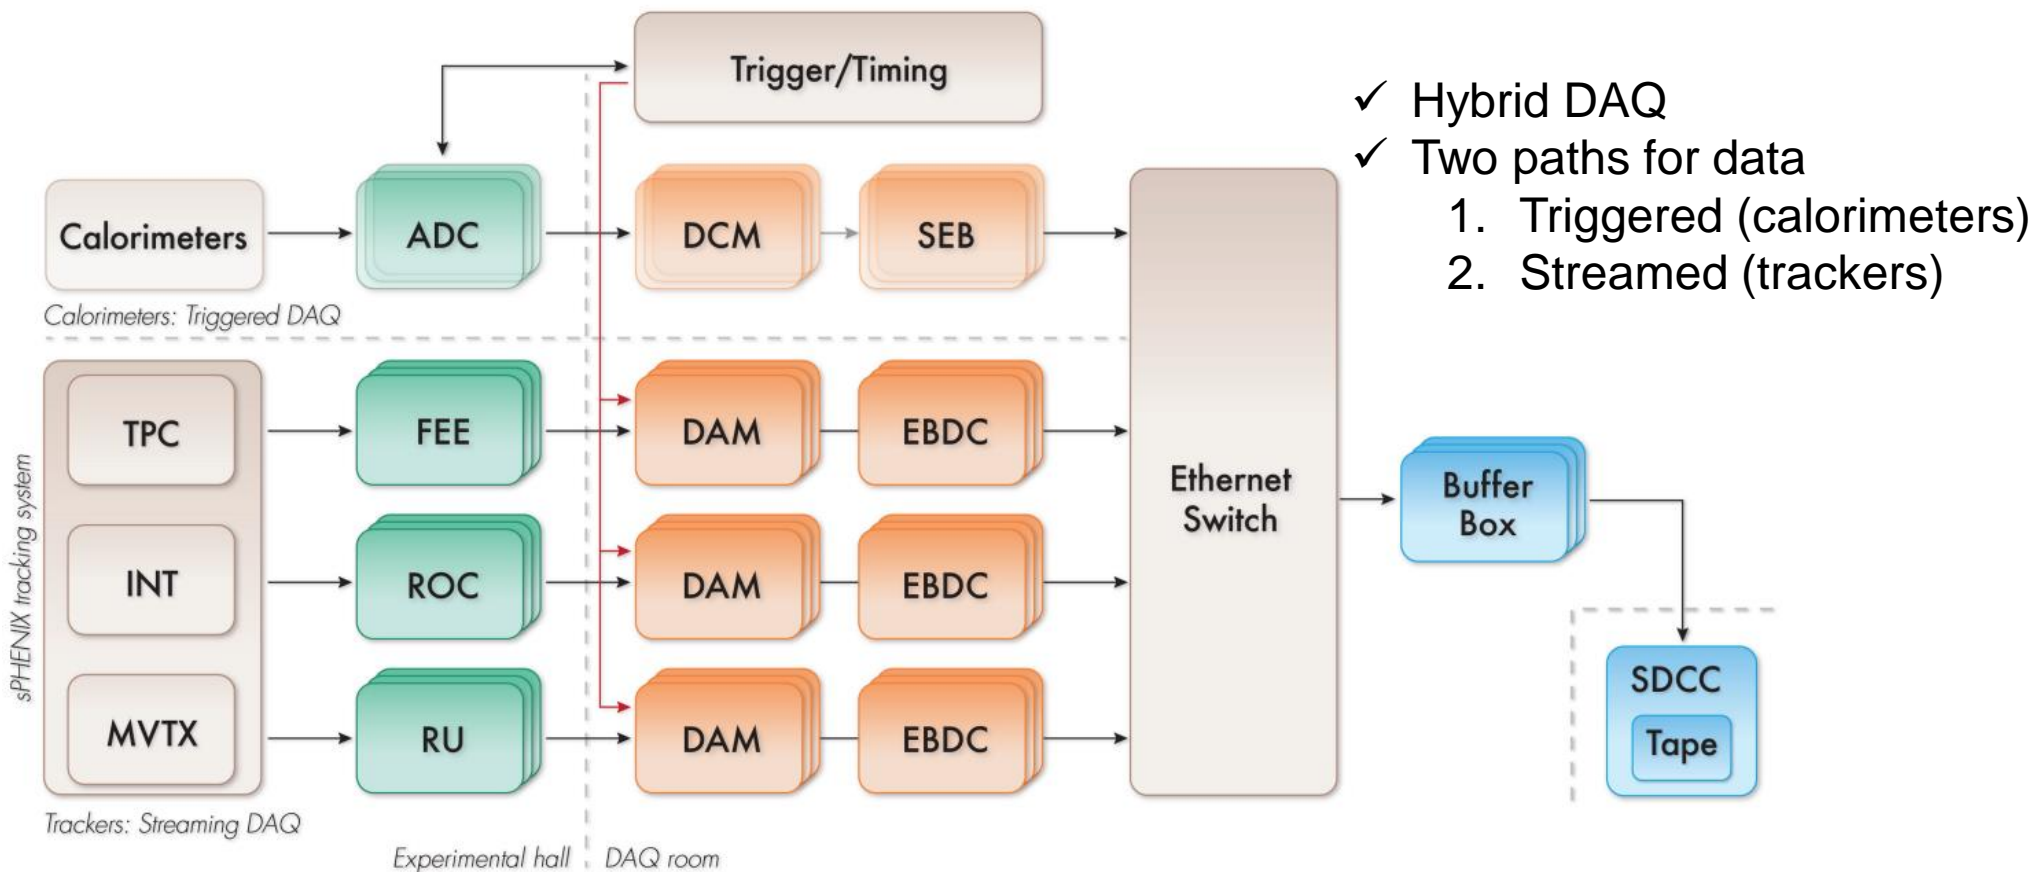 Trigger/Timing
✓ Hybrid DAQ
✓ Two paths for data
1. Triggered (calorimeters)
2. Streamed (trackers)
Calorimeters
ADC
DCM
SEB
Calorimeters: Triggered DAQ
sPHENIX tracking system
TPC
FEE
DAM
EBDC
INT
ROC
DAM
EBDC
MVTX
RU
DAM
EBDC
Ethernet
Switch
Buffer
Box
SDCC
Tape
Trackers: Streaming DAQ
Experimental hall
DAQ room